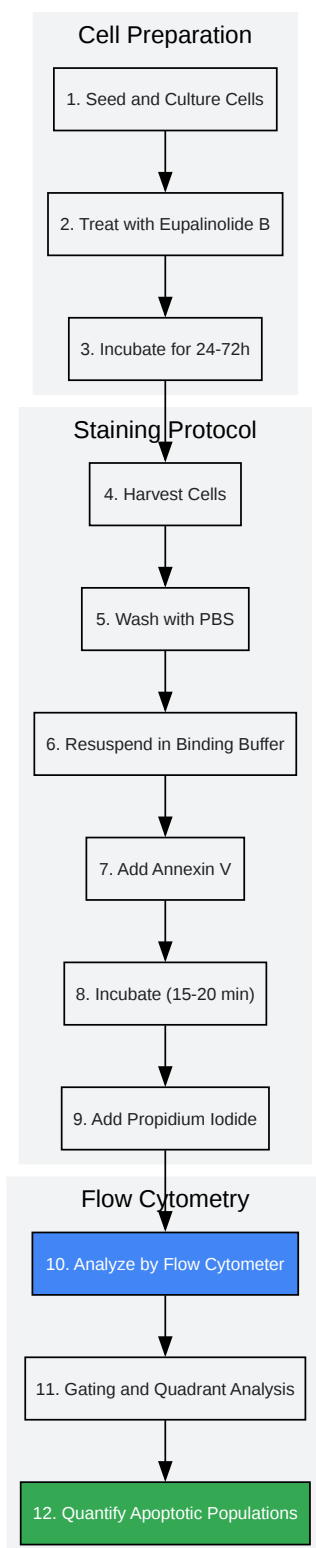 Cell Preparation
1. Seed and Culture Cells
2. Treat with Eupalinolide B
3. Incubate for 24-72h
Staining Protocol
4. Harvest Cells
5. Wash with PBS
6. Resuspend in Binding Buffer
7. Add Annexin V
8. Incubate (15-20 min)
9. Add Propidium Iodide
Flow Cytometry
10. Analyze by Flow Cytometer
11. Gating and Quadrant Analysis
12. Quantify Apoptotic Populations